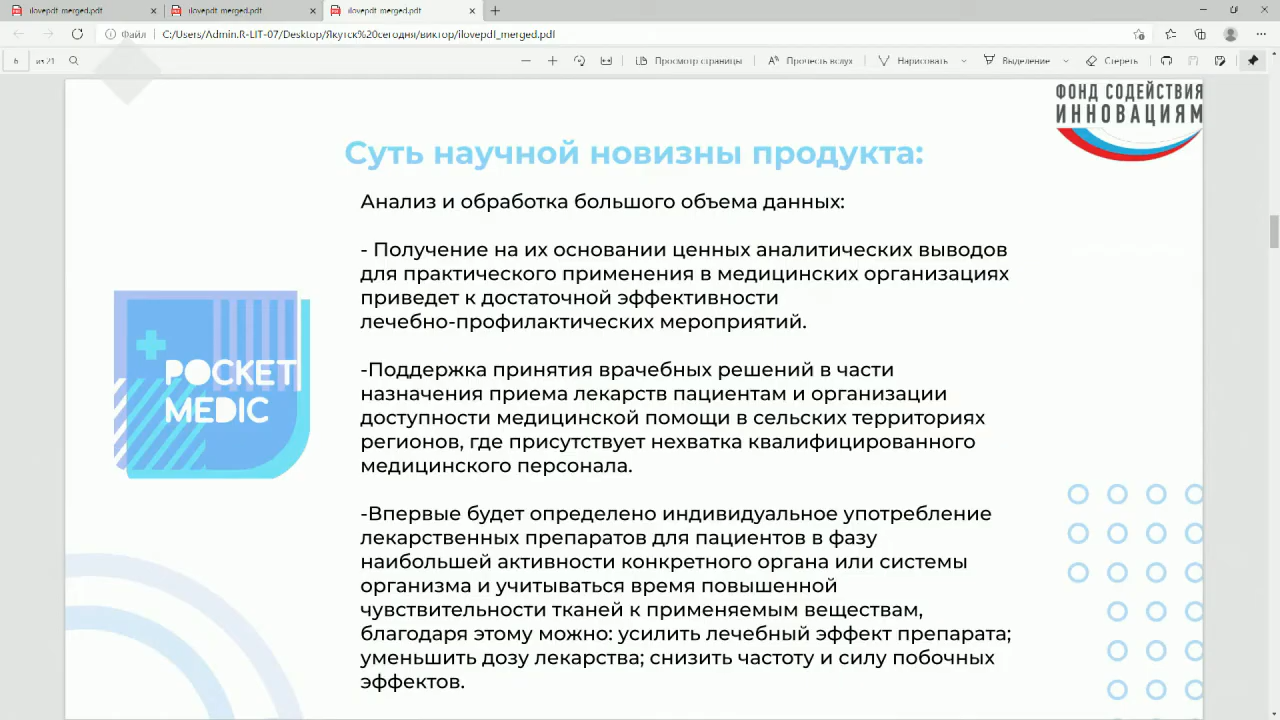 ilovepdf_merged.pdf
ilovepdf_merged.pdf
ilovepdf_merged.pdf
Файл
C:/Users/Admin.R-LIT-07/Desktop/Якутск%20сегодня/виктор/ilovepdf_merged.pdf
6 из 21
Просмотр страницы
Прочесть вслух
Нарисовать
Выделение
Стереть
ФОНД СОДЕЙСТВИЯ
ИННОВАЦИЯМ
Суть научной новизны продукта:
Анализ и обработка большого объема данных:
- Получение на их основании ценных аналитических выводов
для практического применения в медицинских организациях
приведет к достаточной эффективности
лечебно-профилактических мероприятий.
POCKET
MEDIC
-Поддержка принятия врачебных решений в части
назначения приема лекарств пациентам и организации
доступности медицинской помощи в сельских территориях
регионов, где присутствует нехватка квалифицированного
медицинского персонала.
-Впервые будет определено индивидуальное употребление
лекарственных препаратов для пациентов в фазу
наибольшей активности конкретного органа или системы
организма и учитываться время повышенной
чувствительности тканей к применяемым веществам,
благодаря этому можно: усилить лечебный эффект препарата;
уменьшить дозу лекарства; снизить частоту и силу побочных
эффектов.